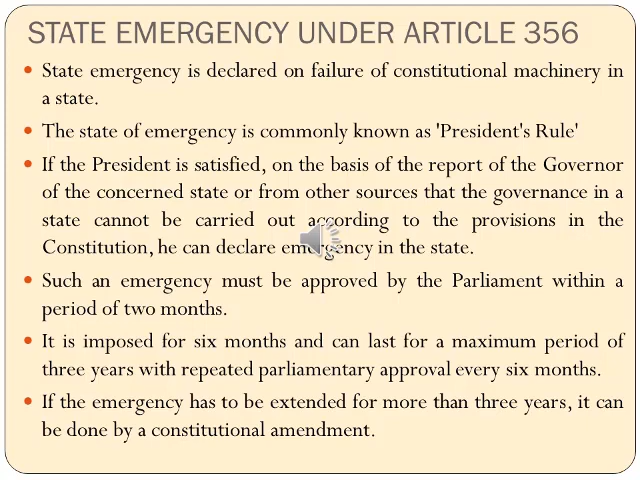 STATE EMERGENCY UNDER ARTICLE 356
State emergency is declared on failure of constitutional machinery in
a state.
The state of emergency is commonly known as 'President's Rule'
If the President is satisfied, on the basis of the report of the Governor
of the concerned state or from other sources that the governance in a
state cannot be carried out according to the provisions in the
Constitution, he can declare emergency in the state.
Such an emergency must be approved by the Parliament within a
period of two months.
It is imposed for six months and can last for a maximum period of
three years with repeated parliamentary approval every six months.
If the emergency has to be extended for more than three years, it can
be done by a constitutional amendment.